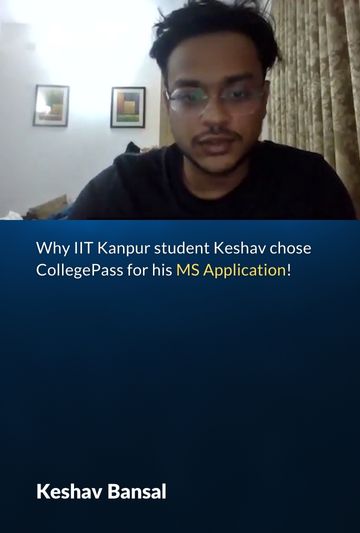 Why IIT Kanpur student Keshav chose
CollegePass for his MS Application!
Keshav Bansal